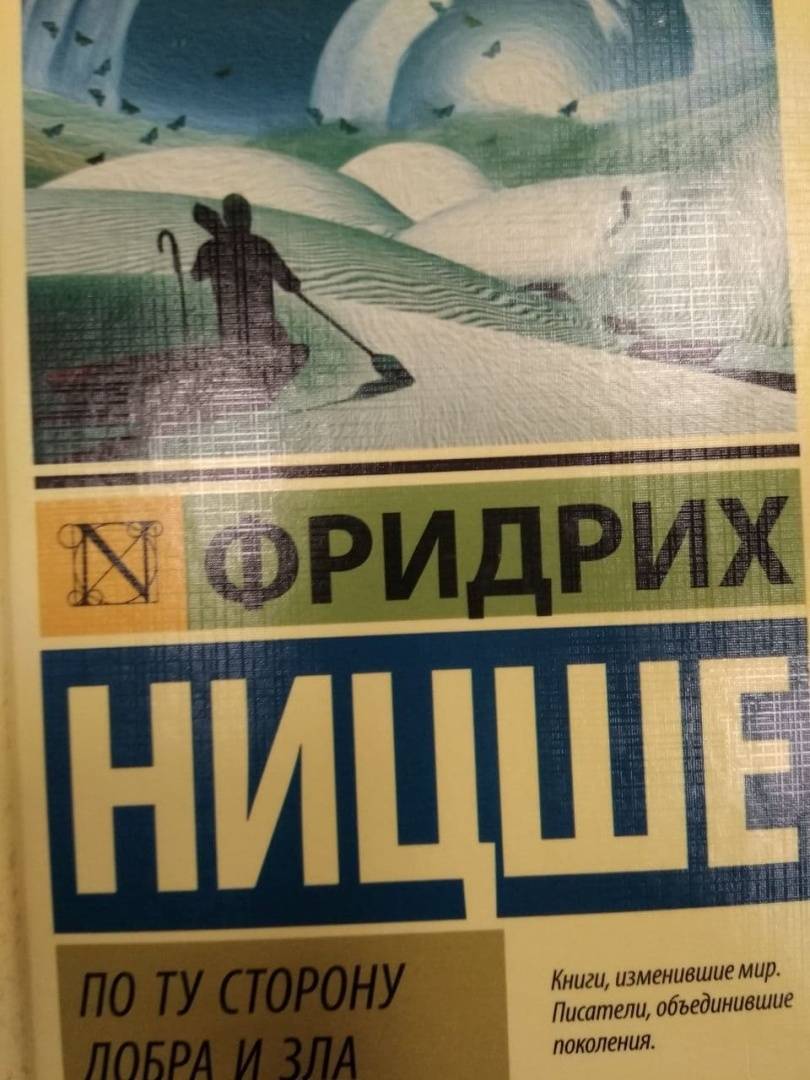 N ФРИДРИХ
НИЦШЕ
ПО ТУ СТОРОНУ
ДОБРА И ЗЛА
Книги, изменившие мир.
Писатели, объединившие
поколения.